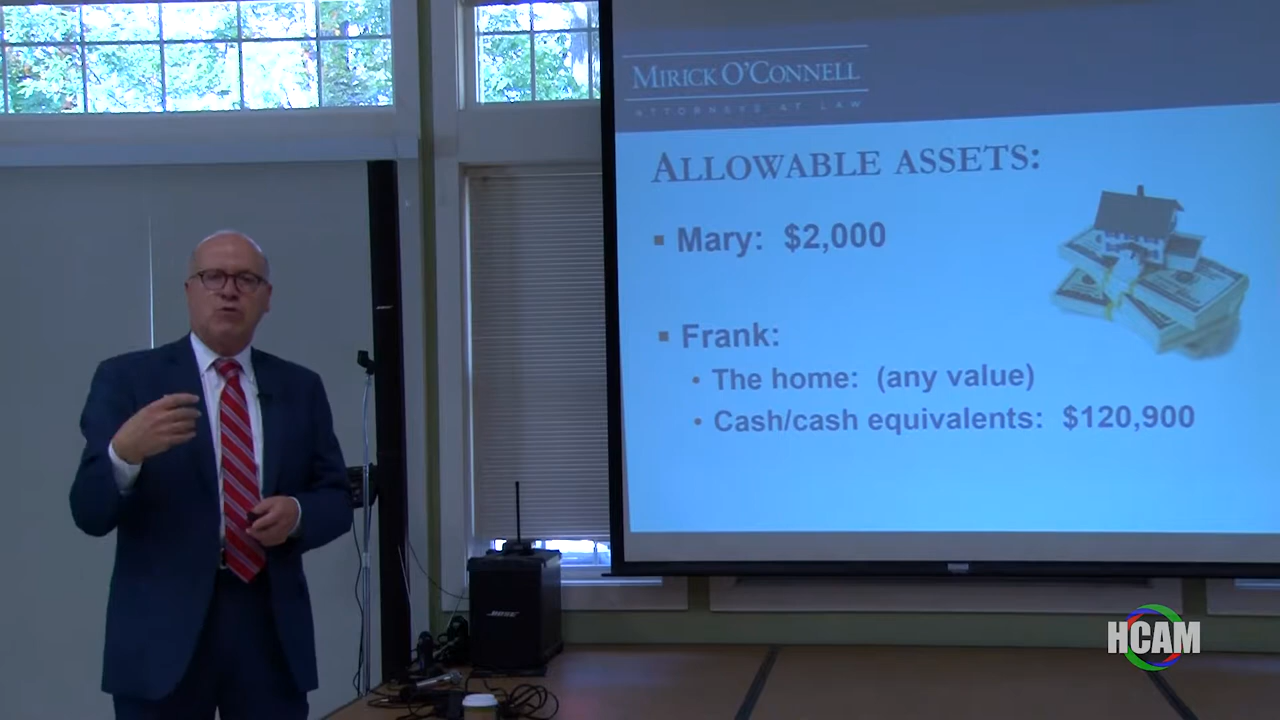 MIRICK O'CONNELL
ATTORNEYS AT LAW
ALLOWABLE ASSETS:
▪ Mary: $2,000
▪ Frank:
• The home: (any value)
• Cash/cash equivalents: $120,900
BOSE
HCAM